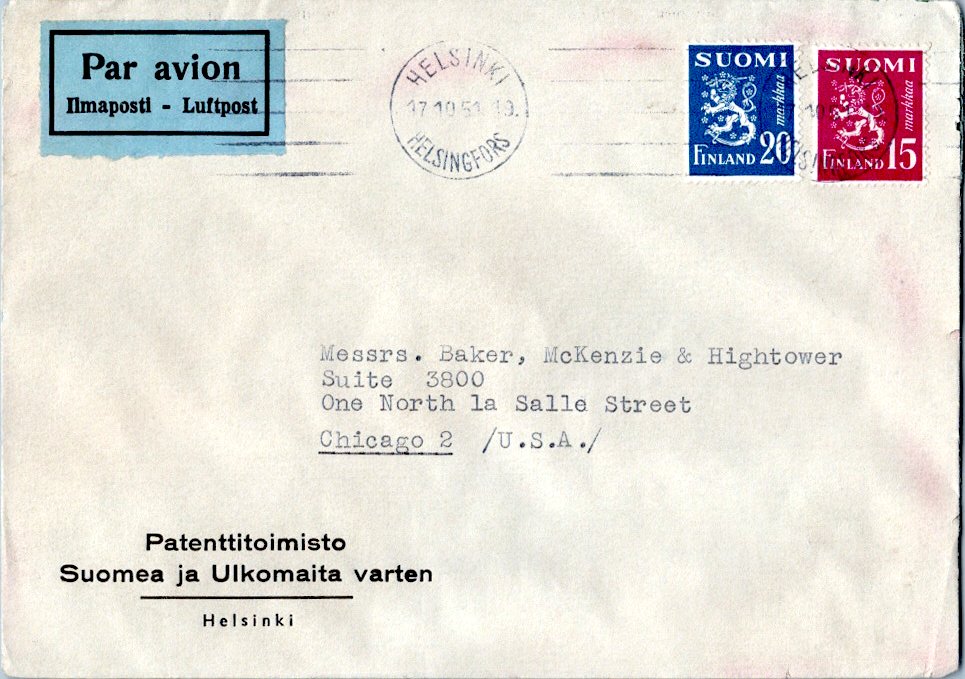 Par avion
Ilmaposti - Luftpost
HELSINKI
17.10.51 - 19.
HELSINGFORS
SUOMI
markkaa
FINLAND 20
SUOMI
markkaa
FINLAND 15
Messrs. Baker, McKenzie & Hightower
Suite 3800
One North la Salle Street
Chicago 2 /U.S.A./
Patenttitoimisto
Suomea ja Ulkomaita varten
Helsinki